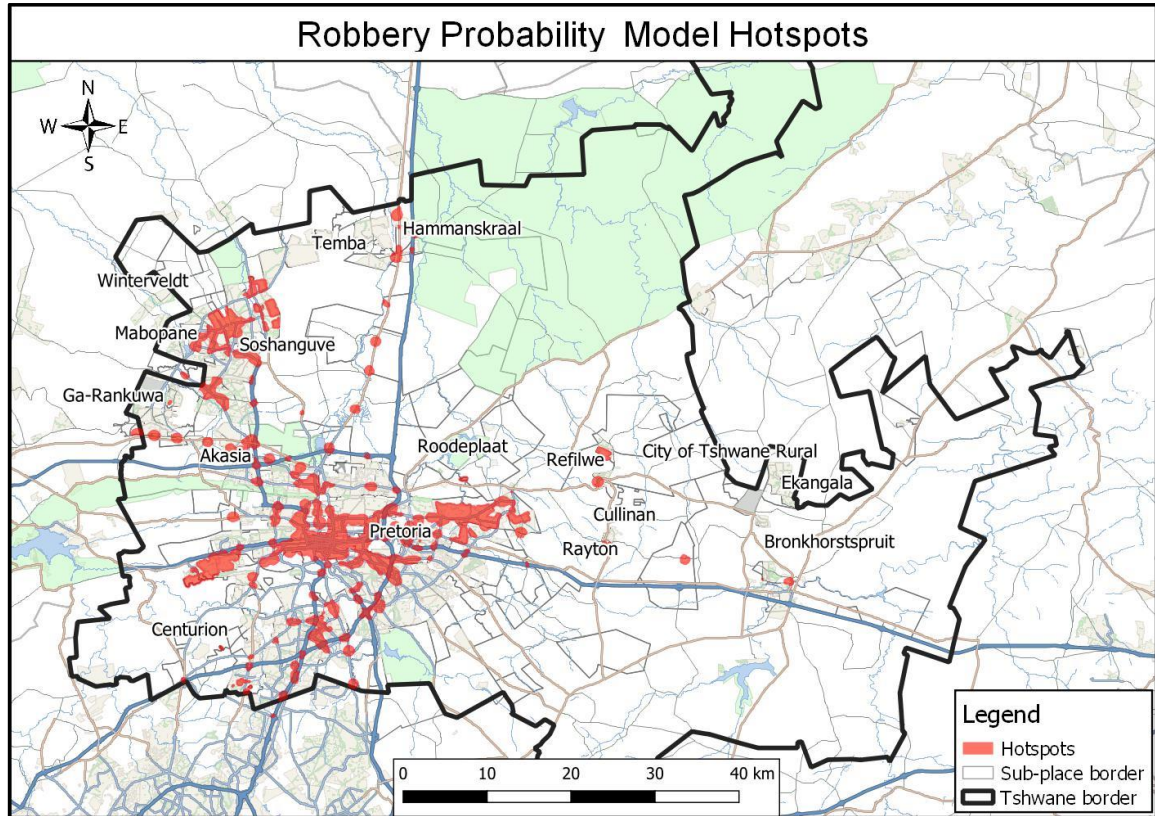 Robbery Probability  Model Hotspots
N
W E
S
Temba
Hammanskraal
Winterveldt
Mabopane
Soshanguve
Ga-Rankuwa
Akasia
Roodeplaat
Refilwe
City of Tshwane Rural
Ekangala
Cullinan
Pretoria
Rayton
Bronkhorstspruit
Centurion
Legend
Hotspots
Sub-place border
Tshwane border
0 10 20 30 40 km